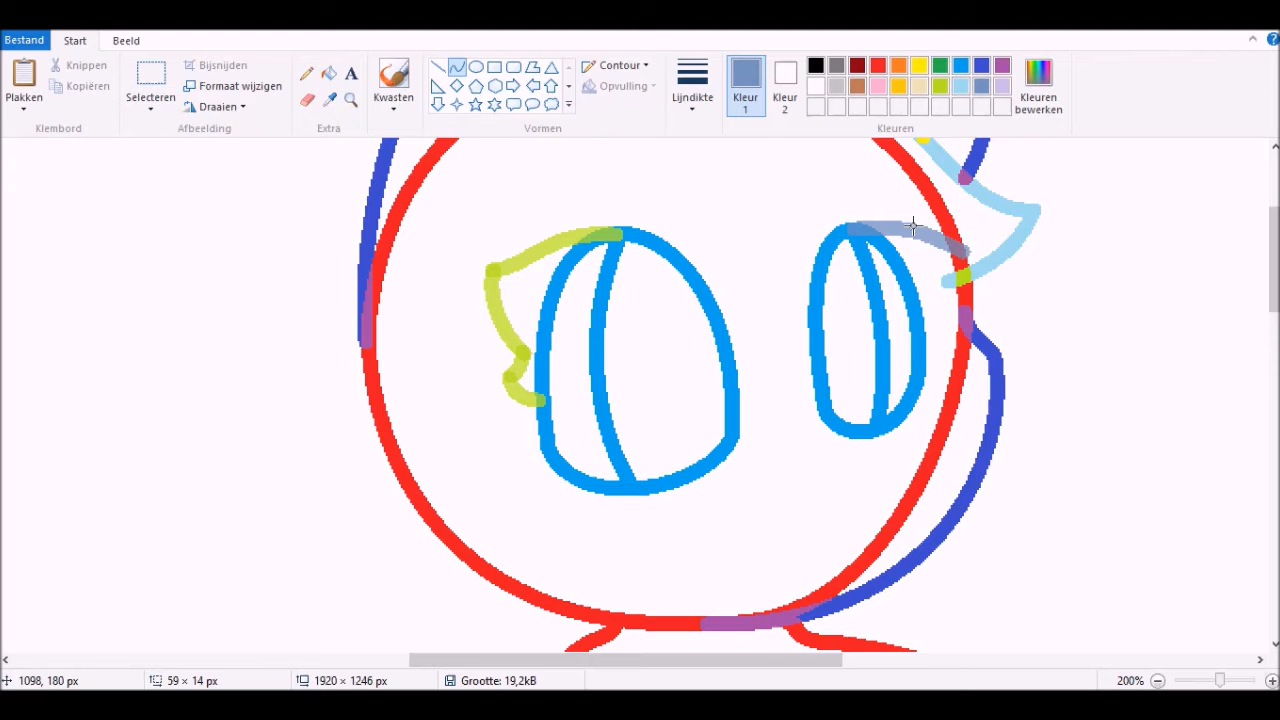 Bestand Start Beeld
Plakken
Knippen
Kopiëren
Klembord
Selecteren
Bijsnijden
Formaat wijzigen
Draaien
Afbeelding
A
Extra
Kwasten
Contour
Opvulling
Vormen
Lijndikte
Kleur
1
Kleur
2
Kleuren
bewerken
Kleuren
1098, 180 px 59 × 14 px 1920 × 1246 px Grootte: 19,2kB 200%